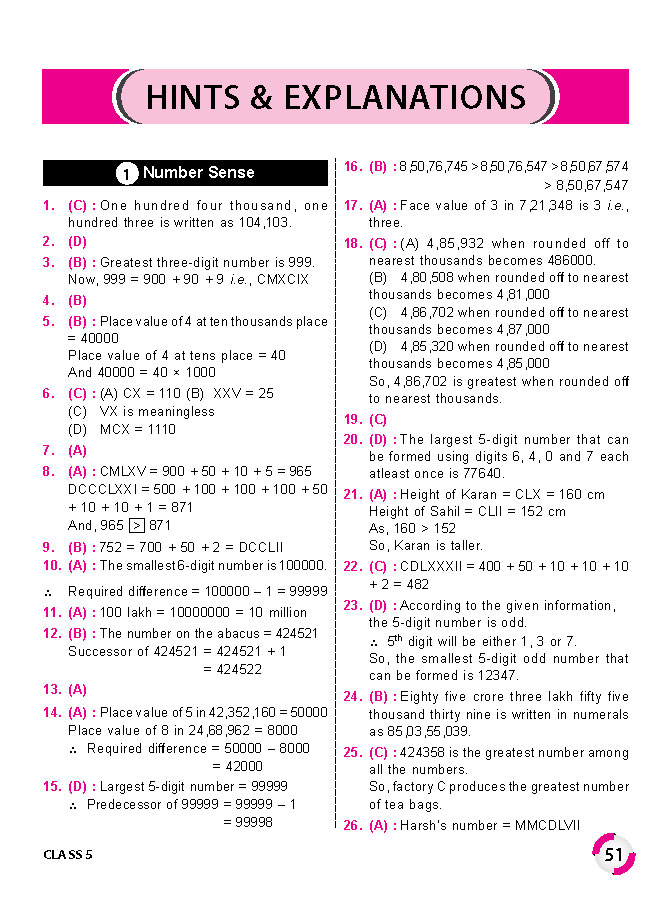 HINTS & EXPLANATIONS
1 Number Sense
1. (C) : One hundred four thousand, one
hundred three is written as 104,103.
2. (D)
3. (B) : Greatest three-digit number is 999.
Now, 999 = 900 + 90 + 9 i.e., CMXCIX
4. (B)
5. (B) : Place value of 4 at ten thousands place
= 40000
Place value of 4 at tens place = 40
And 40000 = 40 × 1000
6. (C) : (A) CX = 110 (B) XXV = 25
(C) VX is meaningless
(D) MCX = 1110
7. (A)
8. (A) : CMLXV = 900 + 50 + 10 + 5 = 965
DCCCLXXI = 500 + 100 + 100 + 100 + 50
+ 10 + 10 + 1 = 871
And, 965 > 871
9. (B) : 752 = 700 + 50 + 2 = DCCLII
10. (A) : The smallest 6-digit number is 100000.
∴ Required difference = 100000 – 1 = 99999
11. (A) : 100 lakh = 10000000 = 10 million
12. (B) : The number on the abacus = 424521
Successor of 424521 = 424521 + 1
= 424522
13. (A)
14. (A) : Place value of 5 in 42,352,160 = 50000
Place value of 8 in 24,68,962 = 8000
∴ Required difference = 50000 – 8000
= 42000
15. (D) : Largest 5-digit number = 99999
∴ Predecessor of 99999 = 99999 – 1
= 99998
16. (B) : 8,50,76,745 > 8,50,76,547 > 8,50,67,574
> 8,50,67,547
17. (A) : Face value of 3 in 7,21,348 is 3 i.e.,
three.
18. (C) : (A) 4,85,932 when rounded off to
nearest thousands becomes 486000.
(B) 4,80,508 when rounded off to nearest
thousands becomes 4,81,000
(C) 4,86,702 when rounded off to nearest
thousands becomes 4,87,000
(D) 4,85,320 when rounded off to nearest
thousands becomes 4,85,000
So, 4,86,702 is greatest when rounded off
to nearest thousands.
19. (C)
20. (D) : The largest 5-digit number that can
be formed using digits 6, 4, 0 and 7 each
atleast once is 77640.
21. (A) : Height of Karan = CLX = 160 cm
Height of Sahil = CLII = 152 cm
As, 160 > 152
So, Karan is taller.
22. (C) : CDLXXXII = 400 + 50 + 10 + 10 + 10
+ 2 = 482
23. (D) : According to the given information,
the 5-digit number is odd.
∴ 5th digit will be either 1, 3 or 7.
So, the smallest 5-digit odd number that
can be formed is 12347.
24. (B) : Eighty five crore three lakh fifty five
thousand thirty nine is written in numerals
as 85,03,55,039.
25. (C) : 424358 is the greatest number among
all the numbers.
So, factory C produces the greatest number
of tea bags.
26. (A) : Harsh's number = MMCDLVII
CLASS 5
51